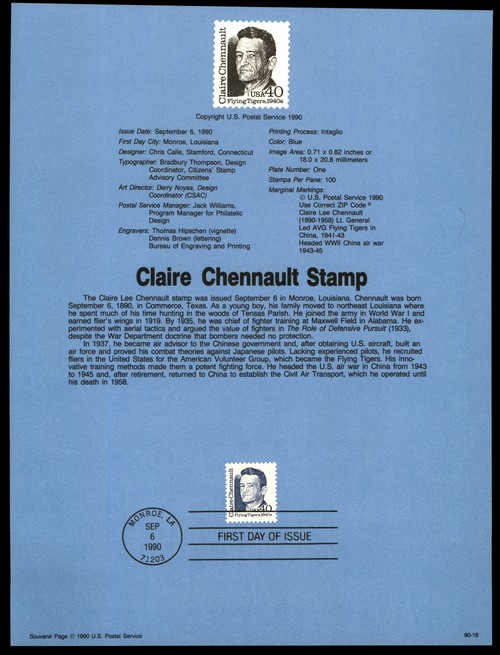 Claire Chennault
USA 40
Flying Tigers, 1940s
Copyright U.S. Postal Service 1990
Issue Date: September 6, 1990
First Day City: Monroe, Louisiana
Designer: Chris Calle, Stamford, Connecticut
Typographer: Bradbury Thompson, Design
Coordinator, Citizens' Stamp
Advisory Committee
Art Director: Derry Noyes, Design
Coordinator (CSAC)
Postal Service Manager: Jack Williams,
Program Manager for Philatelic
Design
Engravers: Thomas Hipschen (vignette)
Dennis Brown (lettering)
Bureau of Engraving and Printing
Printing Process: Intaglio
Color: Blue
Image Area: 0.71 x 0.82 inches or
18.0 x 20.8 millimeters
Plate Number: One
Stamps Per Pane: 100
Marginal Markings:
© U.S. Postal Service 1990
Use Correct ZIP Code ®
Claire Lee Chennault
(1890-1958) Lt. General
Led AVG Flying Tigers in
China, 1941-43
Headed WWII China air war
1943-45
Claire Chennault Stamp
The Claire Lee Chennault stamp was issued September 6 in Monroe, Louisiana. Chennault was born
September 6, 1890, in Commerce, Texas. As a young boy, his family moved to northeast Louisiana where
he spent much of his time hunting in the woods of Tensas Parish. He joined the army in World War I and
earned flier's wings in 1919. By 1935, he was chief of fighter training at Maxwell Field in Alabama. He ex-
perimented with aerial tactics and argued the value of fighters in The Role of Defensive Pursuit (1933),
despite the War Department doctrine that bombers needed no protection.
In 1937, he became air advisor to the Chinese government and, after obtaining U.S. aircraft, built an
air force and proved his combat theories against Japanese pilots. Lacking experienced pilots, he recruited
fliers in the United States for the American Volunteer Group, which became the Flying Tigers. His inno-
vative training methods made them a potent fighting force. He headed the U.S. air war in China from 1943
to 1945 and, after retirement, returned to China to establish the Civil Air Transport, which he operated until
his death in 1958.
Claire Chennault
40
Flying Tigers, 1940s
MONROE, LA
SEP
6
1990
71203
FIRST DAY OF ISSUE
Souvenir Page © 1990 U.S. Postal Service
90-18